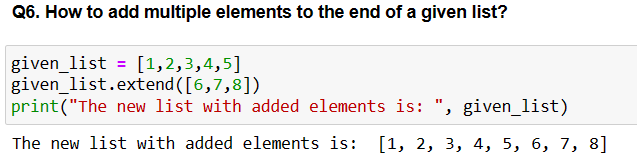 Q6. How to add multiple elements to the end of a given list?
given_list = [1,2,3,4,5]
given_list.extend([6,7,8])
print("The new list with added elements is: ", given_list)
The new list with added elements is:  [1, 2, 3, 4, 5, 6, 7, 8]